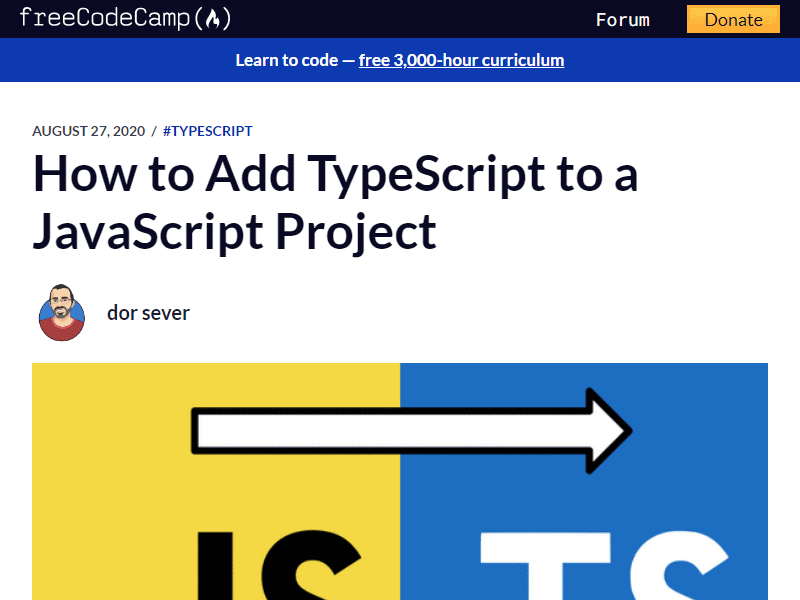 freeCodeCamp(🔥)
Forum
Donate
Learn to code — free 3,000-hour curriculum
AUGUST 27, 2020 / #TYPESCRIPT
How to Add TypeScript to a
JavaScript Project
dor sever
JS
TS